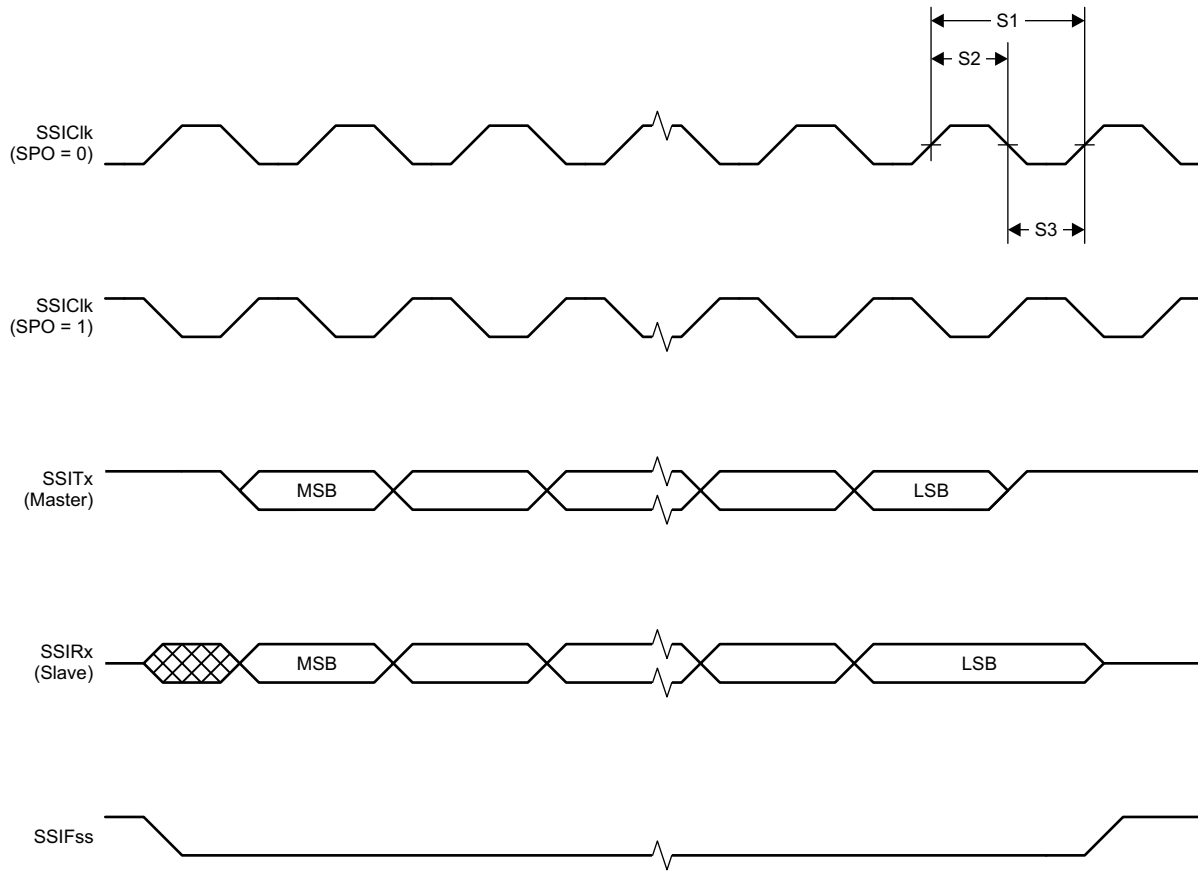 S1
S2
SSIClk
(SPO = 0)
S3
SSIClk
(SPO = 1)
SSITx
(Master)
MSB
LSB
SSIRx
(Slave)
MSB
LSB
SSIFss